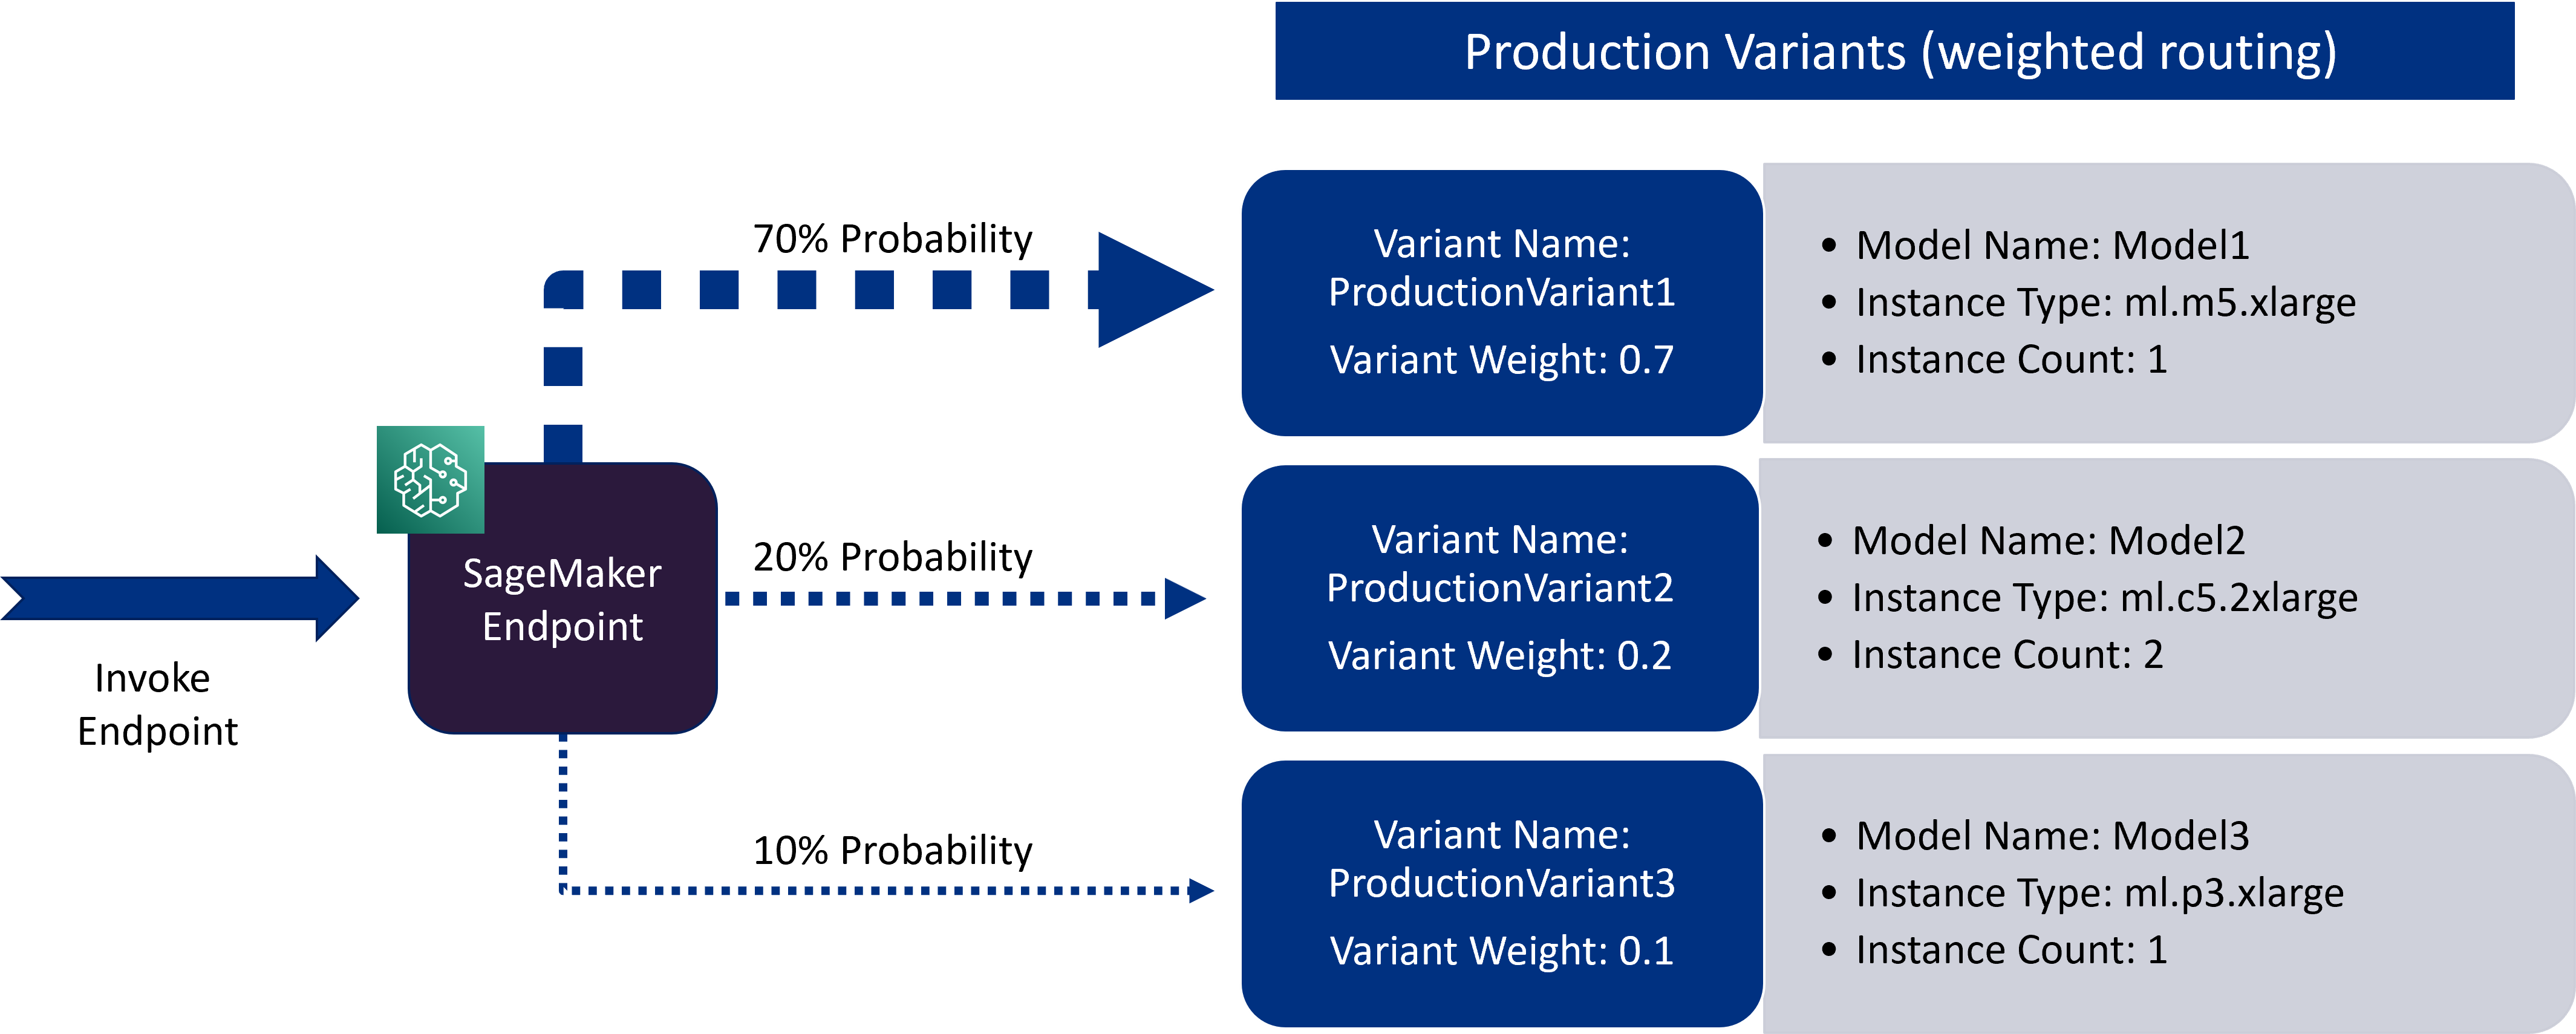 Production Variants (weighted routing)
70% Probability
Variant Name:
ProductionVariant1
Variant Weight: 0.7
• Model Name: Model1
• Instance Type: ml.m5.xlarge
• Instance Count: 1
Invoke
Endpoint
SageMaker
Endpoint
20% Probability
Variant Name:
ProductionVariant2
Variant Weight: 0.2
• Model Name: Model2
• Instance Type: ml.c5.2xlarge
• Instance Count: 2
10% Probability
Variant Name:
ProductionVariant3
Variant Weight: 0.1
• Model Name: Model3
• Instance Type: ml.p3.xlarge
• Instance Count: 1